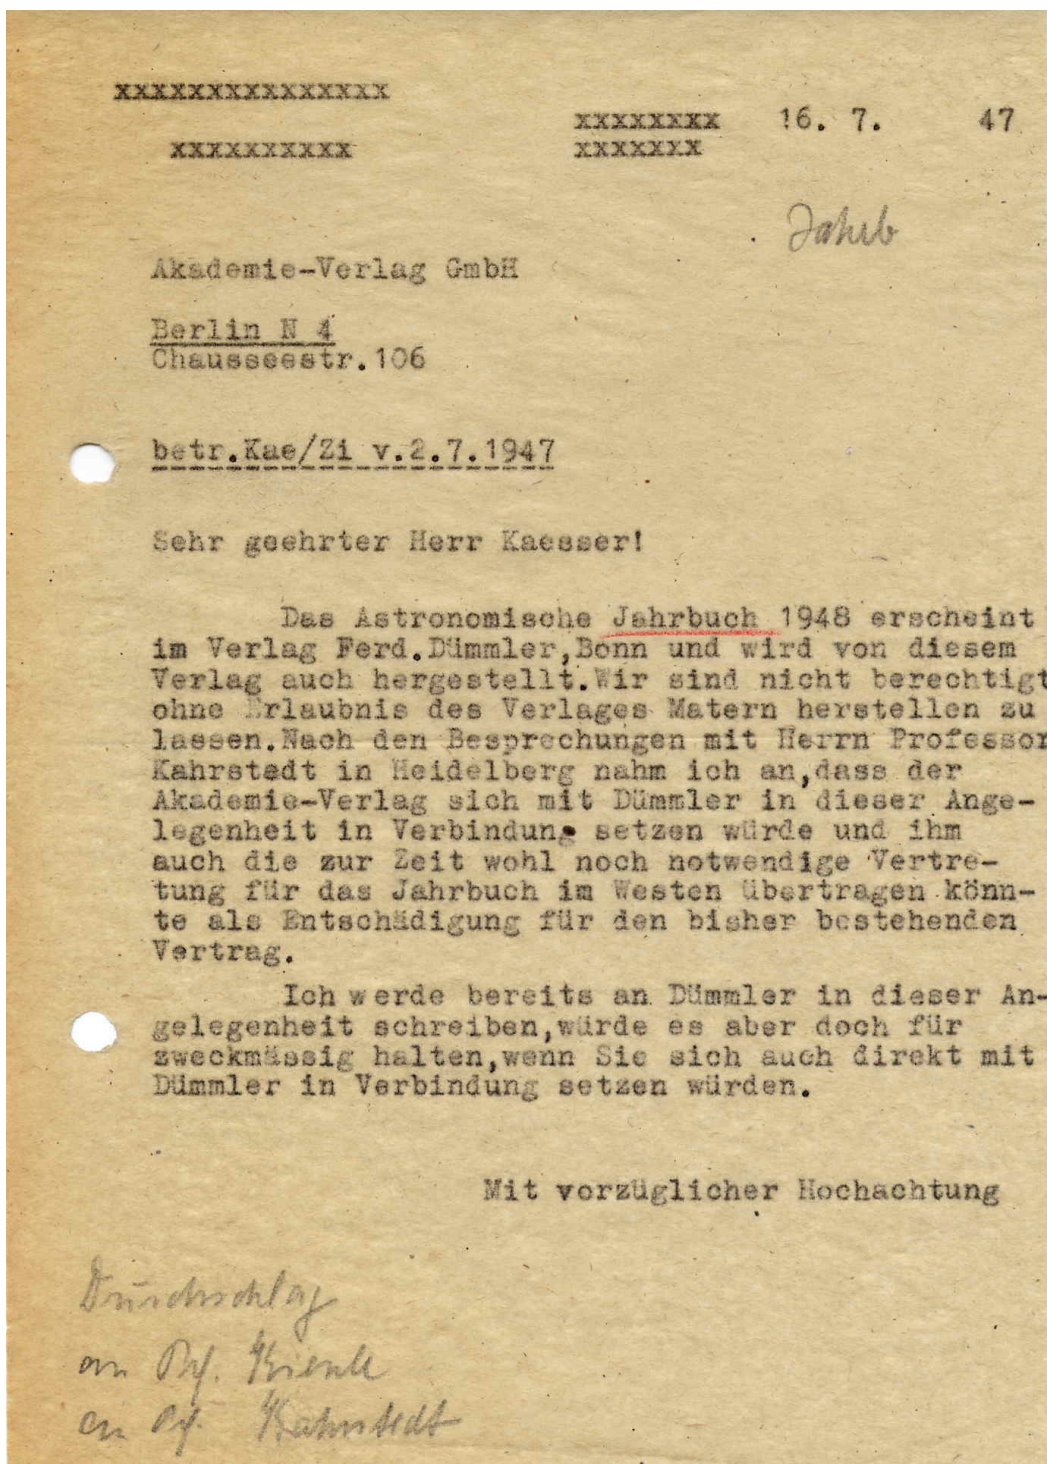 xxxxxxxxxxxxxxx
xxxxxxxx 16. 7. 47
xxxxxxxxxx xxxxxxx
Jahrb
Akademie-Verlag GmbH
Berlin N 4
Chausseestr.106
betr.Kae/Zi v.2.7.1947
Sehr geehrter Herr Kaesser!
Das Astronomische Jahrbuch 1948 erscheint
im Verlag Ferd.Dümmler,Bonn und wird von diesem
Verlag auch hergestellt.Wir sind nicht berechtigt
ohne Erlaubnis des Verlages Matern herstellen zu
lassen.Nach den Besprechungen mit Herrn Professor
Kahrstedt in Heidelberg nahm ich an,dass der
Akademie-Verlag sich mit Dümmler in dieser Ange-
legenheit in Verbindung setzen würde und ihm
auch die zur Zeit wohl noch notwendige Vertre-
tung für das Jahrbuch im Westen übertragen könn-
te als Entschädigung für den bisher bestehenden
Vertrag.
Ich werde bereits an Dümmler in dieser An-
gelegenheit schreiben,würde es aber doch für
zweckmässig halten,wenn Sie sich auch direkt mit
Dümmler in Verbindung setzen würden.
Mit vorzüglicher Hochachtung
Durchschlag
an Prf. Kienle
an Pf. Kahrstedt